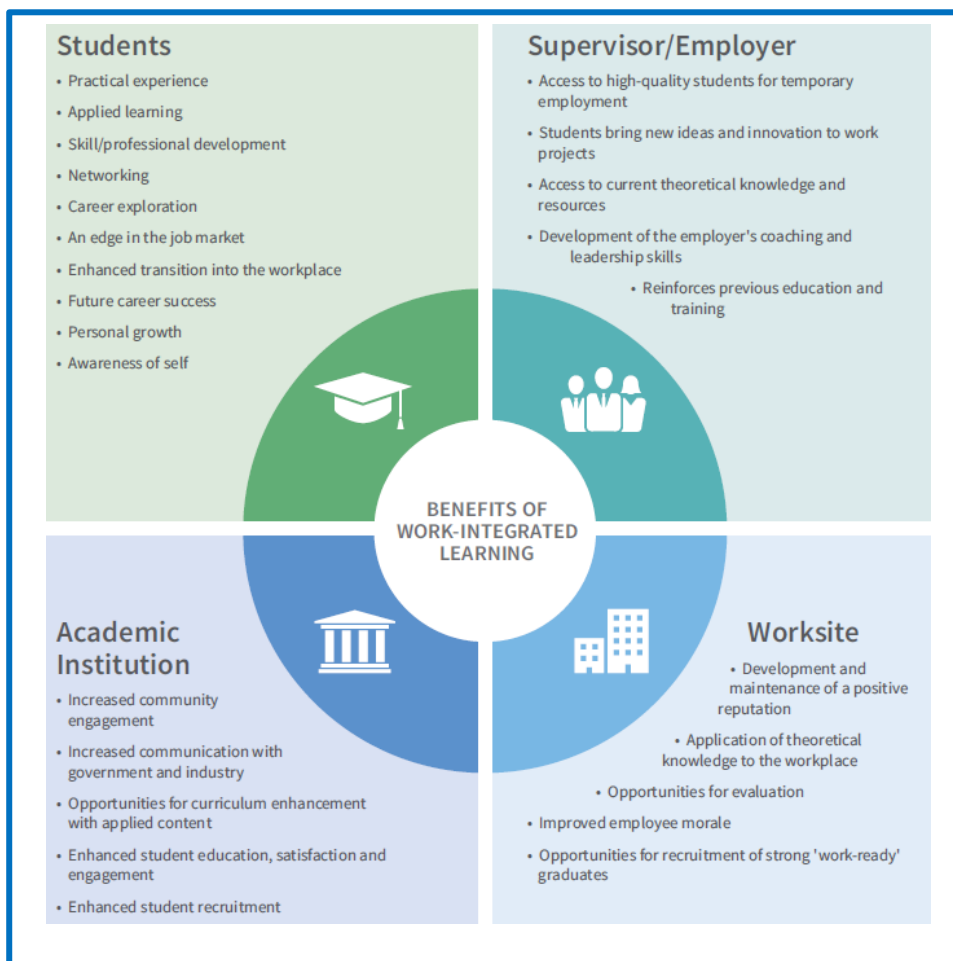 Students
• Practical experience
• Applied learning
• Skill/professional development
• Networking
• Career exploration
• An edge in the job market
• Enhanced transition into the workplace
• Future career success
• Personal growth
• Awareness of self
Supervisor/Employer
• Access to high-quality students for temporary
employment
• Students bring new ideas and innovation to work
projects
• Access to current theoretical knowledge and
resources
• Development of the employer's coaching and
leadership skills
• Reinforces previous education and
training
BENEFITS OF
WORK-INTEGRATED
LEARNING
Academic
Institution
• Increased community
engagement
• Increased communication with
government and industry
• Opportunities for curriculum enhancement
with applied content
• Enhanced student education, satisfaction and
engagement
• Enhanced student recruitment
Worksite
• Development and
maintenance of a positive
reputation
• Application of theoretical
knowledge to the workplace
• Opportunities for evaluation
• Improved employee morale
• Opportunities for recruitment of strong 'work-ready'
graduates